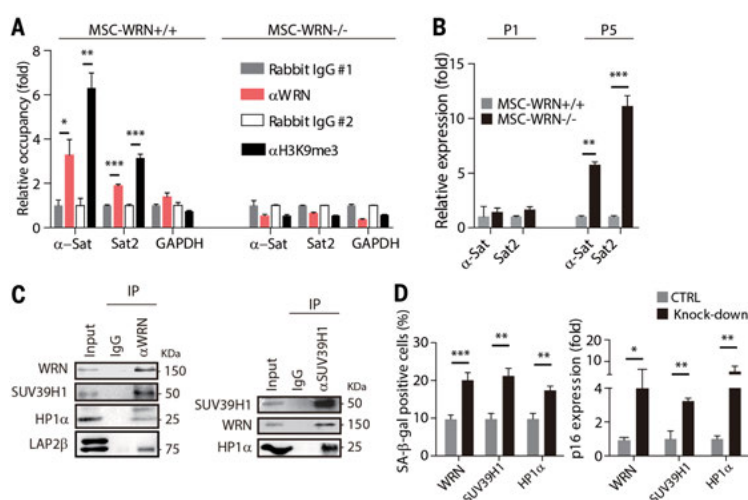 A
MSC-WRN+/+
MSC-WRN-/-
Relative occupancy (fold)
8
6
4
2
0
*
**
***
***
Rabbit IgG #1
αWRN
Rabbit IgG #2
αH3K9me3
α-Sat
Sat2
GAPDH
α-Sat
Sat2
GAPDH
B
P1
P5
Relative expression (fold)
15
10
5
0
MSC-WRN+/+
MSC-WRN-/-
**
***
α-Sat
Sat2
α-Sat
Sat2
C
IP
Input
IgG
αWRN
KDa
WRN
150
SUV39H1
50
HP1α
25
LAP2β
75
IP
Input
IgG
αSUV39H1
KDa
SUV39H1
50
WRN
150
HP1α
25
D
CTRL
Knock-down
SA-β-gal positive cells (%)
30
20
10
0
***
**
**
WRN
SUV39H1
HP1α
p16 expression (fold)
4
2
0
*
**
**
WRN
SUV39H1
HP1α